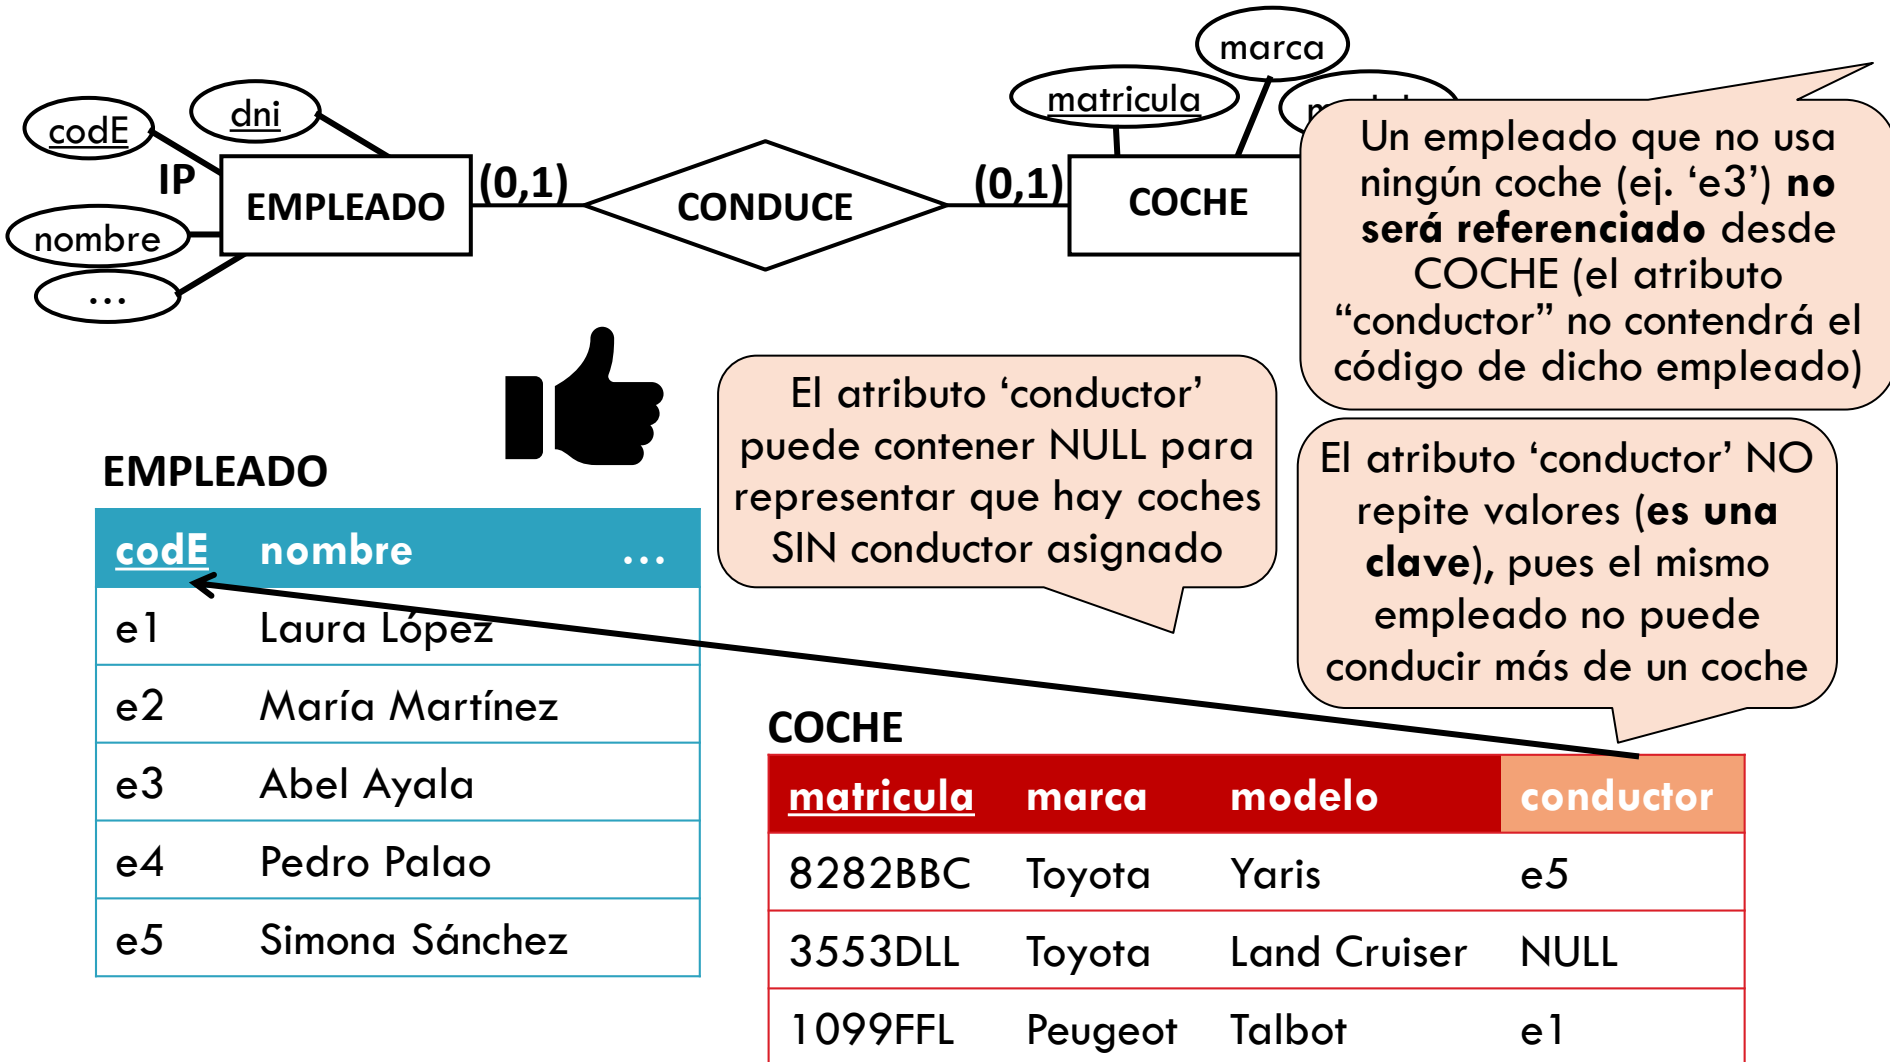 marca
matricula
dni
codE
IP
EMPLEADO
(0,1)
CONDUCE
(0,1)
COCHE
nombre
...
Un empleado que no usa
ningún coche (ej. ‘e3’) no
será referenciado desde
COCHE (el atributo
“conductor” no contendrá el
código de dicho empleado)
El atributo ‘conductor’
puede contener NULL para
representar que hay coches
SIN conductor asignado
El atributo ‘conductor’ NO
repite valores (es una
clave), pues el mismo
empleado no puede
conducir más de un coche
EMPLEADO
codE nombre ...
e1 Laura López
e2 María Martínez
e3 Abel Ayala
e4 Pedro Palao
e5 Simona Sánchez
COCHE
matricula marca modelo conductor
8282BBC Toyota Yaris e5
3553DLL Toyota Land Cruiser NULL
1099FFL Peugeot Talbot e1